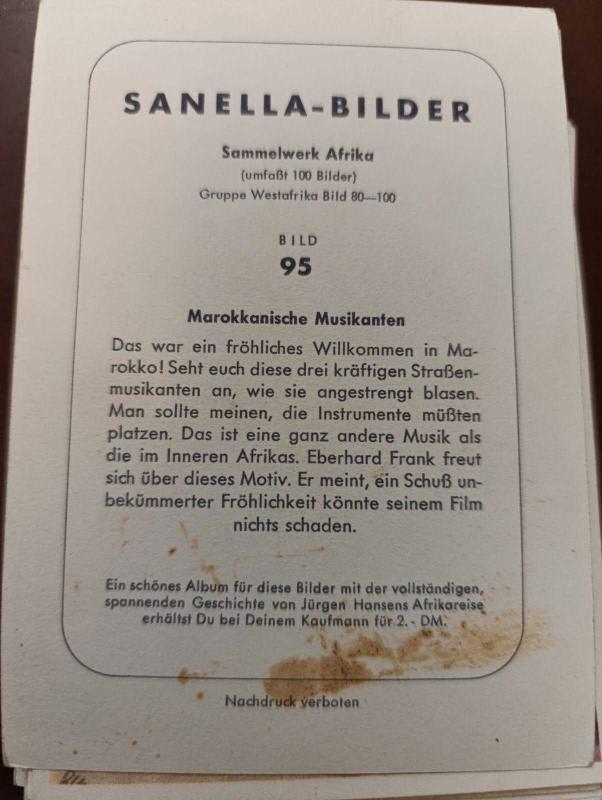 SANELLA-BILDER
Sammelwerk Afrika
(umfaßt 100 Bilder)
Gruppe Westafrika Bild 80—100
BILD
95
Marokkanische Musikanten
Das war ein fröhliches Willkommen in Ma-
rokko! Seht euch diese drei kräftigen Straßen-
musikanten an, wie sie angestrengt blasen.
Man sollte meinen, die Instrumente müßten
platzen. Das ist eine ganz andere Musik als
die im Inneren Afrikas. Eberhard Frank freut
sich über dieses Motiv. Er meint, ein Schuß un-
bekümmerter Fröhlichkeit könnte seinem Film
nichts schaden.
Ein schönes Album für diese Bilder mit der vollständigen,
spannenden Geschichte von Jürgen Hansens Afrikareise
erhältst Du bei Deinem Kaufmann für 2.- DM.
Nachdruck verboten